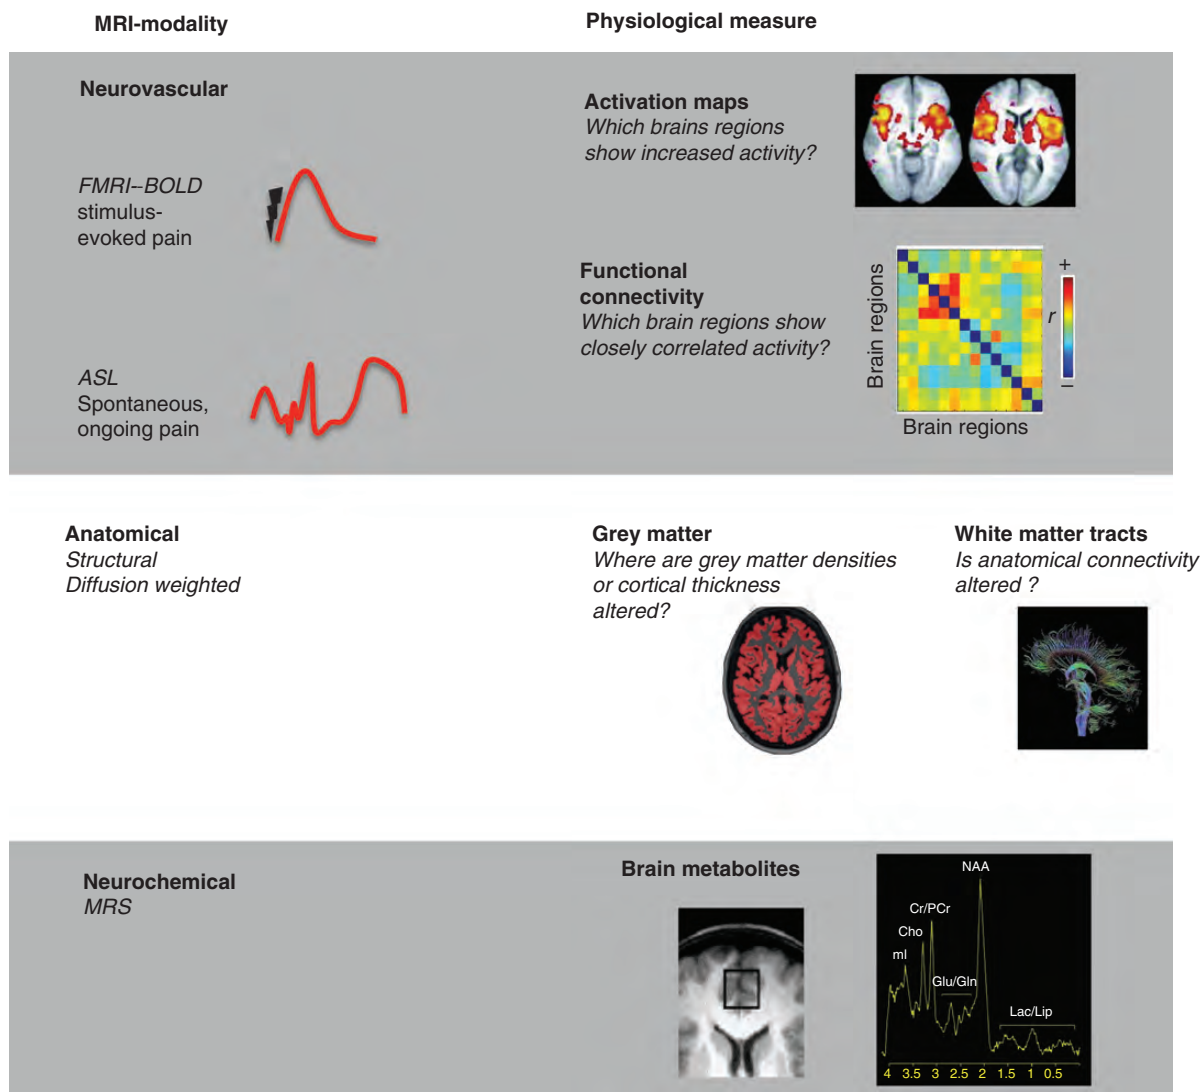 MRI-modality
Physiological measure
Neurovascular
FMRI--BOLD
stimulus-
evoked pain
ASL
Spontaneous,
ongoing pain
Activation maps
Which brains regions
show increased activity?
Functional
connectivity
Which brain regions show
closely correlated activity?
Brain regions
Brain regions
+
r
–
Anatomical
Structural
Diffusion weighted
Grey matter
Where are grey matter densities
or cortical thickness
altered?
White matter tracts
Is anatomical connectivity
altered ?
Neurochemical
MRS
Brain metabolites
NAA
Cr/PCr
Cho
ml
Glu/Gln
Lac/Lip
4 3.5 3 2.5 2 1.5 1 0.5